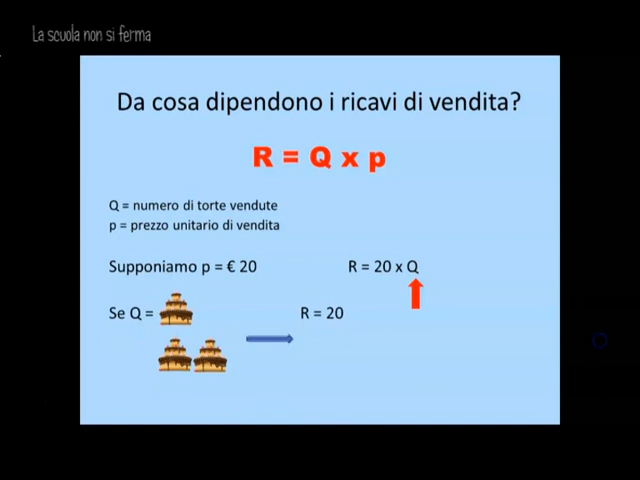 La scuola non si ferma
Da cosa dipendono i ricavi di vendita?
R = Q x p
Q = numero di torte vendute
p = prezzo unitario di vendita
Supponiamo p = € 20 R = 20 x Q
Se Q = R = 20